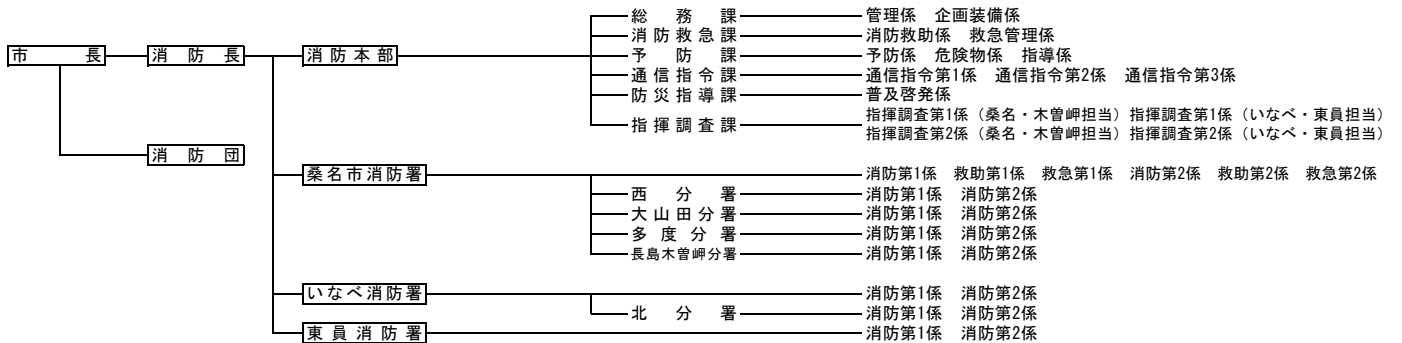 総務課 管理係 企画装備係
消防救急課 消防救助係 救急管理係
市長 消防長 消防本部 予防課 予防係 危険物係 指導係
通信指令課 通信指令第1係 通信指令第2係 通信指令第3係
防災指導課 普及啓発係
指揮調査課 指揮調査第1係（桑名・木曽岬担当）指揮調査第1係（いなべ・東員担当）
指揮調査第2係（桑名・木曽岬担当）指揮調査第2係（いなべ・東員担当）
消防団
桑名市消防署 消防第1係 救助第1係 救急第1係 消防第2係 救助第2係 救急第2係
西分署 消防第1係 消防第2係
大山田分署 消防第1係 消防第2係
多度分署 消防第1係 消防第2係
長島木曽岬分署 消防第1係 消防第2係
いなべ消防署 消防第1係 消防第2係
北分署 消防第1係 消防第2係
東員消防署 消防第1係 消防第2係